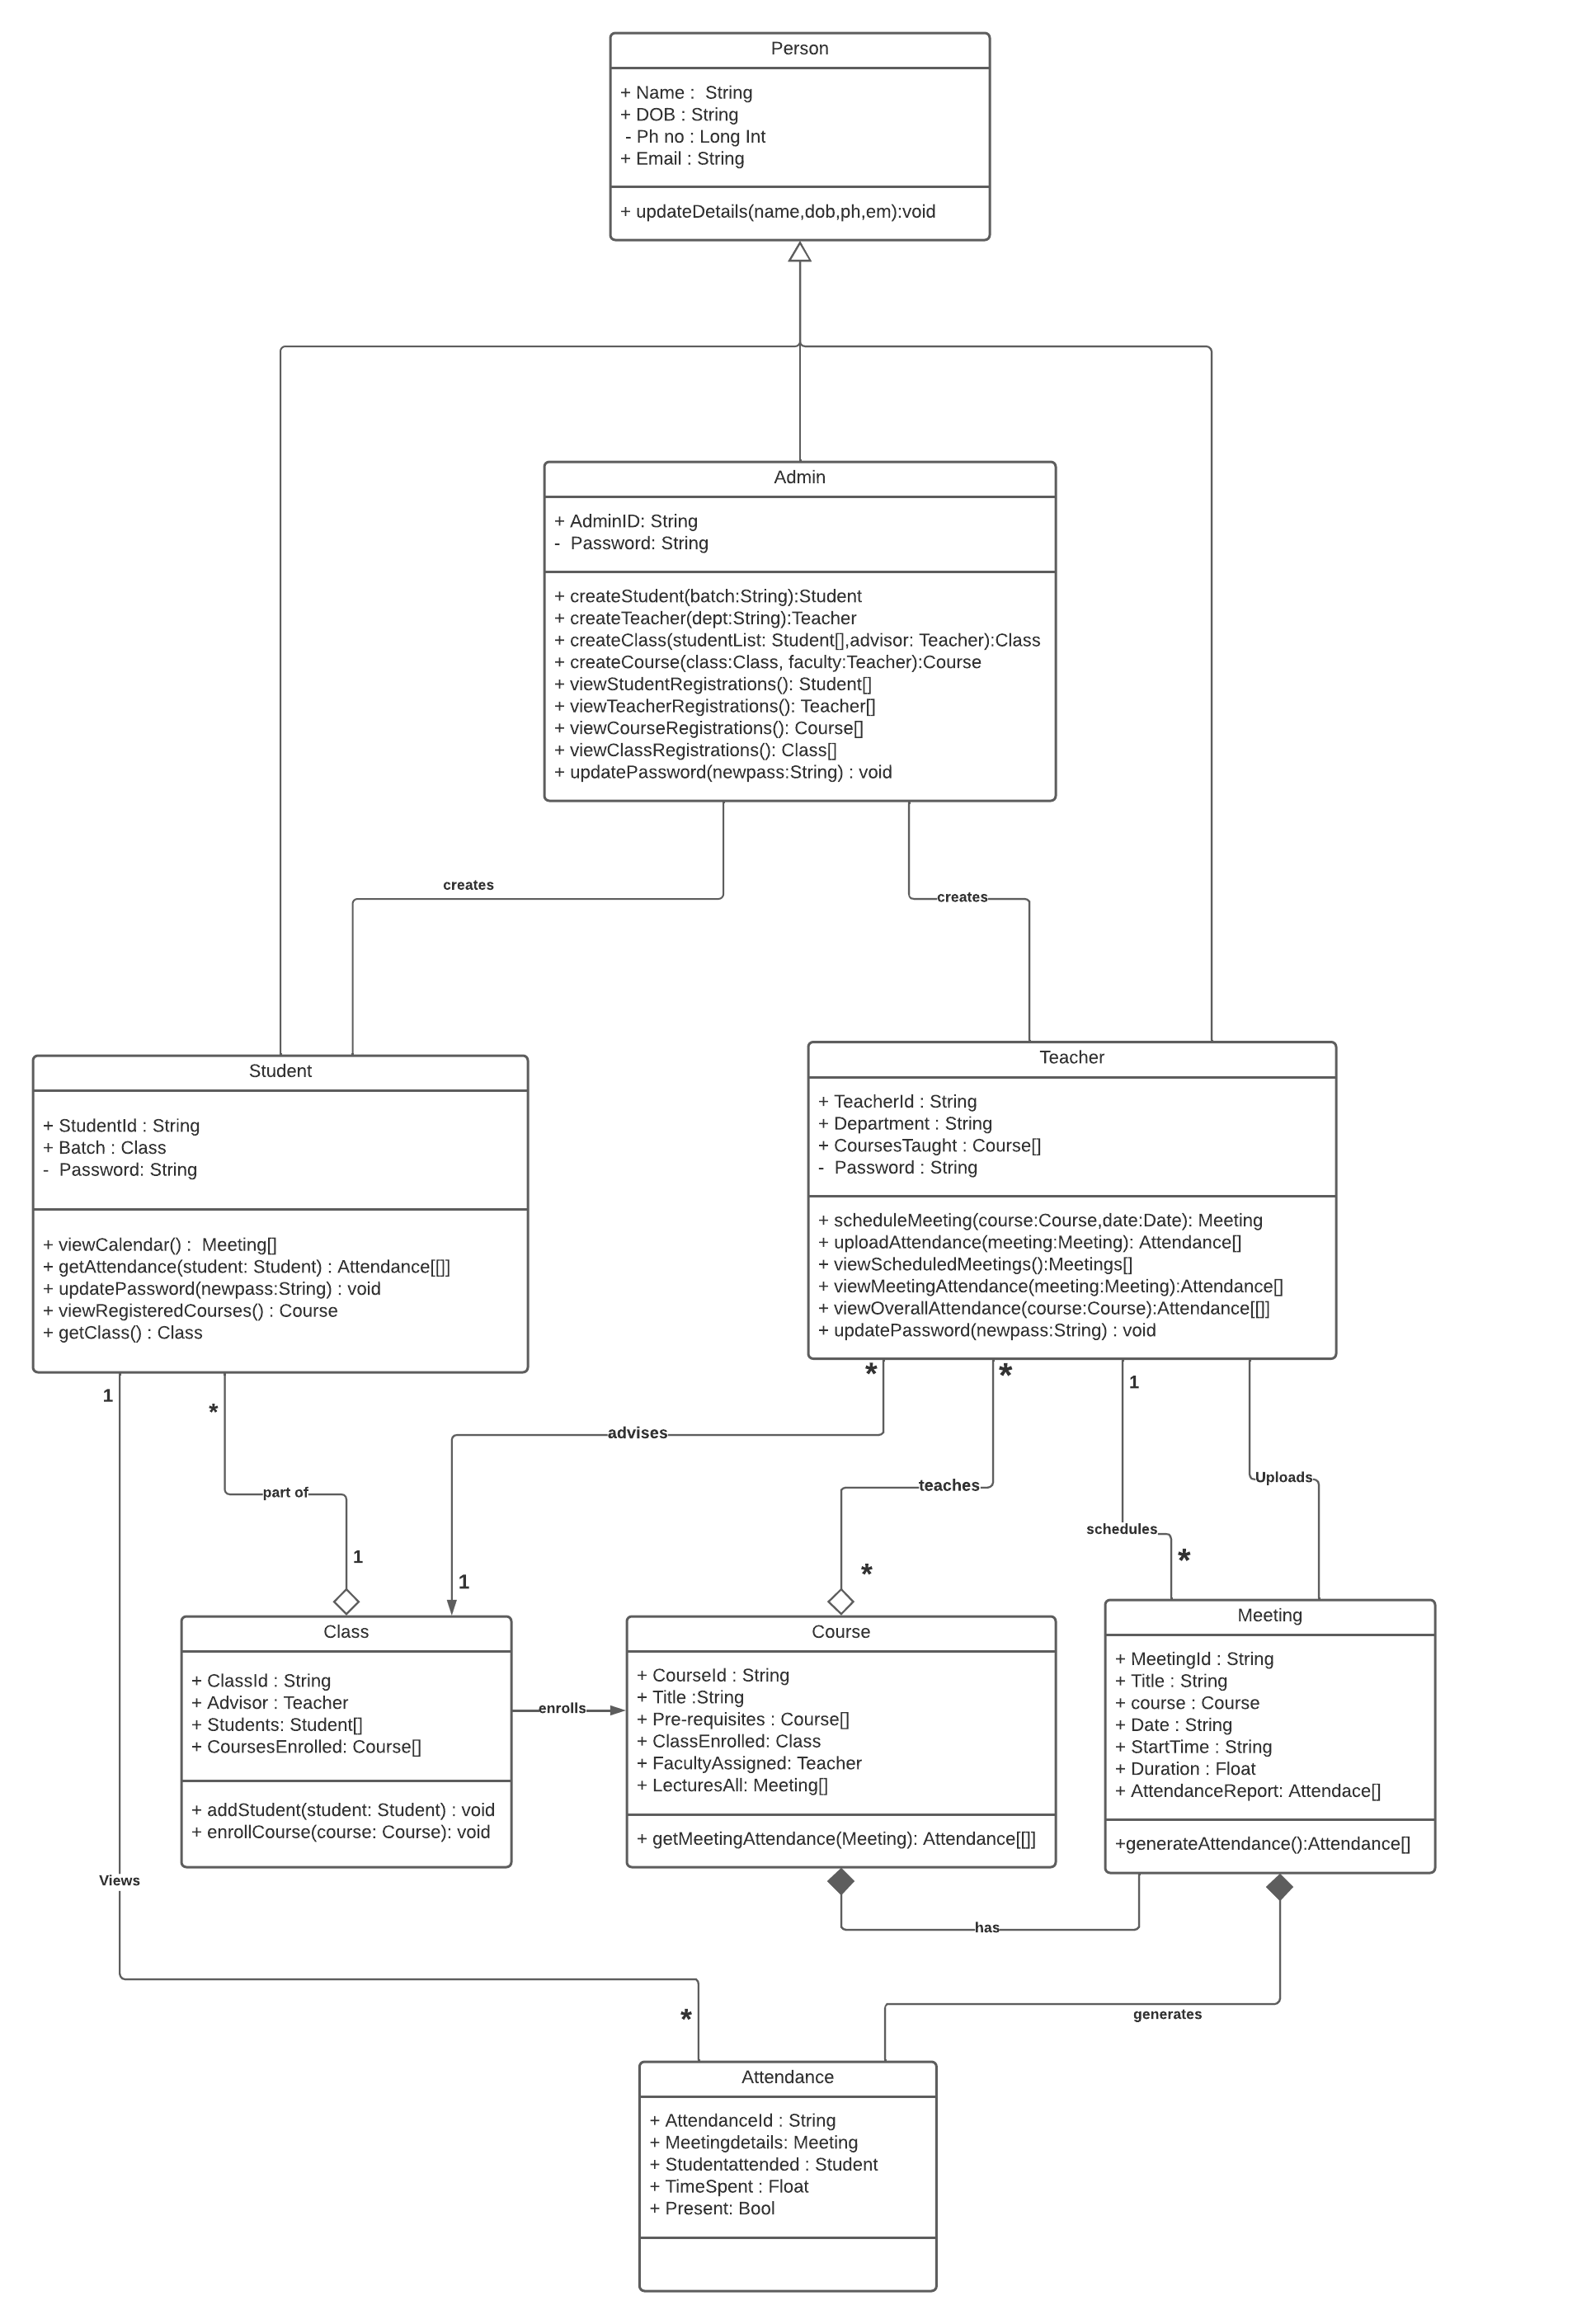 Person
+ Name :  String
+ DOB : String
- Ph no : Long Int
+ Email : String
+ updateDetails(name,dob,ph,em):void
Admin
+ AdminID: String
-  Password: String
+ createStudent(batch:String):Student
+ createTeacher(dept:String):Teacher
+ createClass(studentList: Student[],advisor: Teacher):Class
+ createCourse(class:Class, faculty:Teacher):Course
+ viewStudentRegistrations(): Student[]
+ viewTeacherRegistrations(): Teacher[]
+ viewCourseRegistrations(): Course[]
+ viewClassRegistrations(): Class[]
+ updatePassword(newpass:String) : void
creates
creates
Student
+ StudentId : String
+ Batch : Class
-  Password: String
+ viewCalendar() :  Meeting[]
+ getAttendance(student: Student) : Attendance[[]]
+ updatePassword(newpass:String) : void
+ viewRegisteredCourses() : Course
+ getClass() : Class
Teacher
+ TeacherId : String
+ Department : String
+ CoursesTaught : Course[]
-  Password : String
+ scheduleMeeting(course:Course,date:Date): Meeting
+ uploadAttendance(meeting:Meeting): Attendance[]
+ viewScheduledMeetings():Meetings[]
+ viewMeetingAttendance(meeting:Meeting):Attendance[]
+ viewOverallAttendance(course:Course):Attendance[[]]
+ updatePassword(newpass:String) : void
1
*
*
*
1
advises
teaches
Uploads
part of
schedules
1
1
*
*
Class
+ ClassId : String
+ Advisor : Teacher
+ Students: Student[]
+ CoursesEnrolled: Course[]
+ addStudent(student: Student) : void
+ enrollCourse(course: Course): void
enrolls
Course
+ CourseId : String
+ Title :String
+ Pre-requisites : Course[]
+ ClassEnrolled: Class
+ FacultyAssigned: Teacher
+ LecturesAll: Meeting[]
+ getMeetingAttendance(Meeting): Attendance[[]]
Meeting
+ MeetingId : String
+ Title : String
+ course : Course
+ Date : String
+ StartTime : String
+ Duration : Float
+ AttendanceReport: Attendace[]
+generateAttendance():Attendance[]
Views
has
*
generates
Attendance
+ AttendanceId : String
+ Meetingdetails: Meeting
+ Studentattended : Student
+ TimeSpent : Float
+ Present: Bool